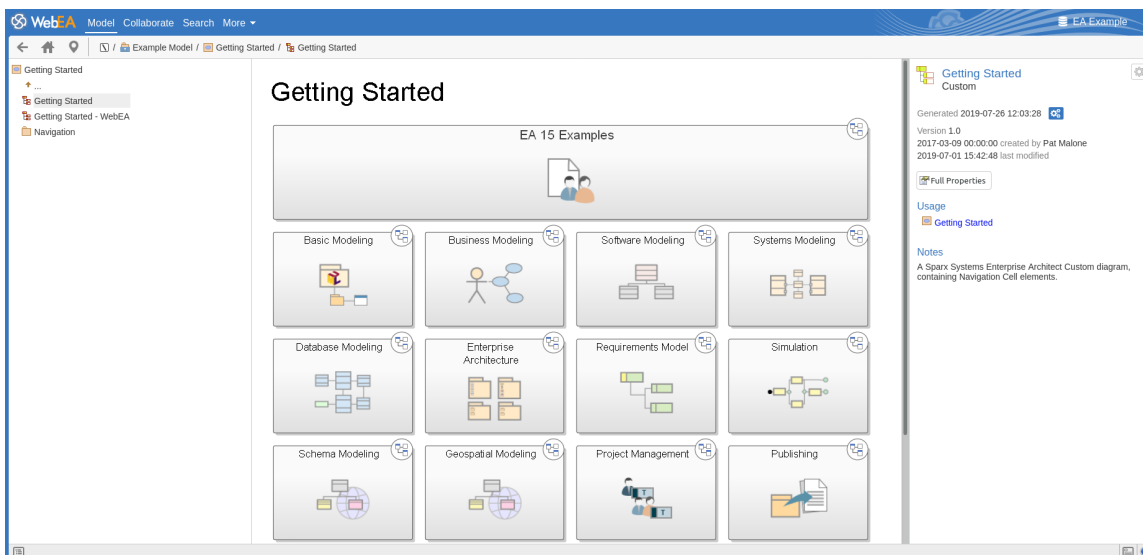 WebEA Model Collaborate Search More
EA Example
/ Example Model / Getting Started / Getting Started
Getting Started
...
Getting Started
Getting Started - WebEA
Navigation
Getting Started
EA 15 Examples
Basic Modeling
Business Modeling
Software Modeling
Systems Modeling
Database Modeling
Enterprise
Architecture
Requirements Model
Simulation
Schema Modeling
Geospatial Modeling
Project Management
Publishing
Getting Started
Custom
Generated 2019-07-26 12:03:28
Version 1.0
2017-03-09 00:00:00 created by Pat Malone
2019-07-01 15:42:48 last modified
Full Properties
Usage
Getting Started
Notes
A Sparx Systems Enterprise Architect Custom diagram,
containing Navigation Cell elements.